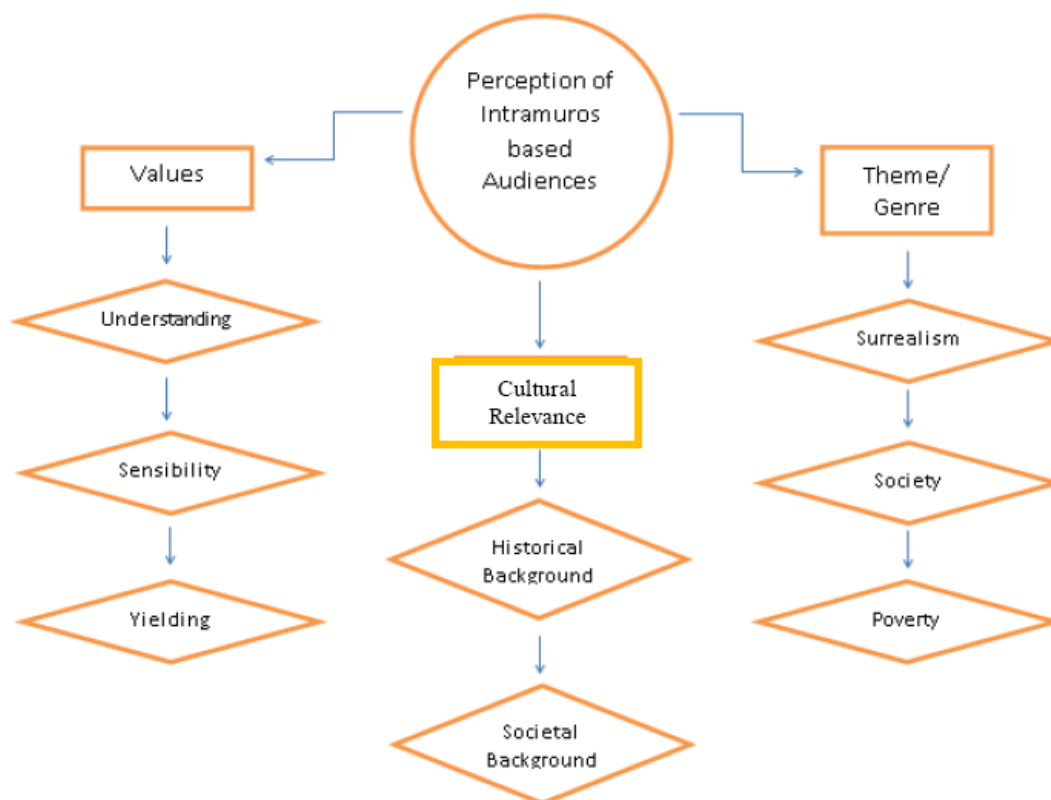 Perception of
Intramuros
based
Audiences
Values
Understanding
Sensibility
Yielding
Cultural
Relevance
Historical
Background
Societal
Background
Theme/
Genre
Surrealism
Society
Poverty